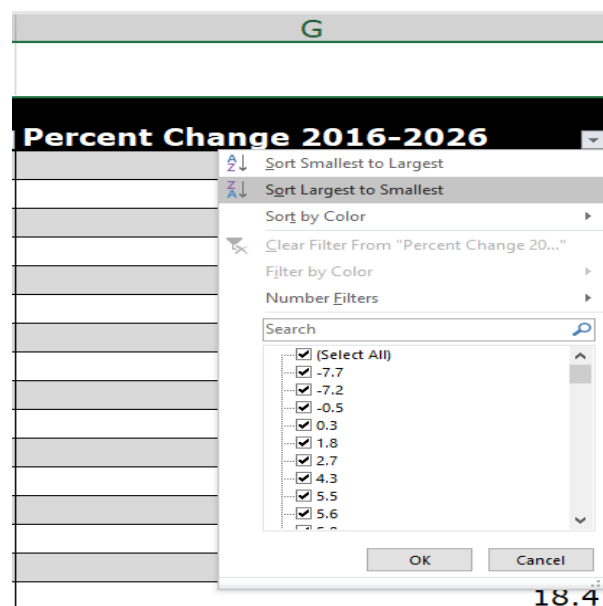 G
Percent Change 2016-2026
Sort Smallest to Largest
Sort Largest to Smallest
Sort by Color
Clear Filter From "Percent Change 20..."
Filter by Color
Number Filters
Search
(Select All)
-7.7
-7.2
-0.5
0.3
1.8
2.7
4.3
5.5
5.6
OK Cancel
18.4